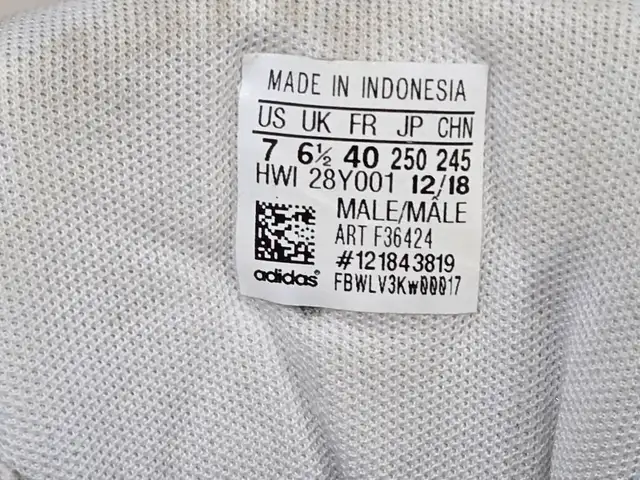 MADE IN INDONESIA
US UK FR JP CHN
7 6½ 40 250 245
HWI 28Y001 12/18
MALE/MÂLE
ART F36424
#121843819
adidas® FBWLV3Kw00017